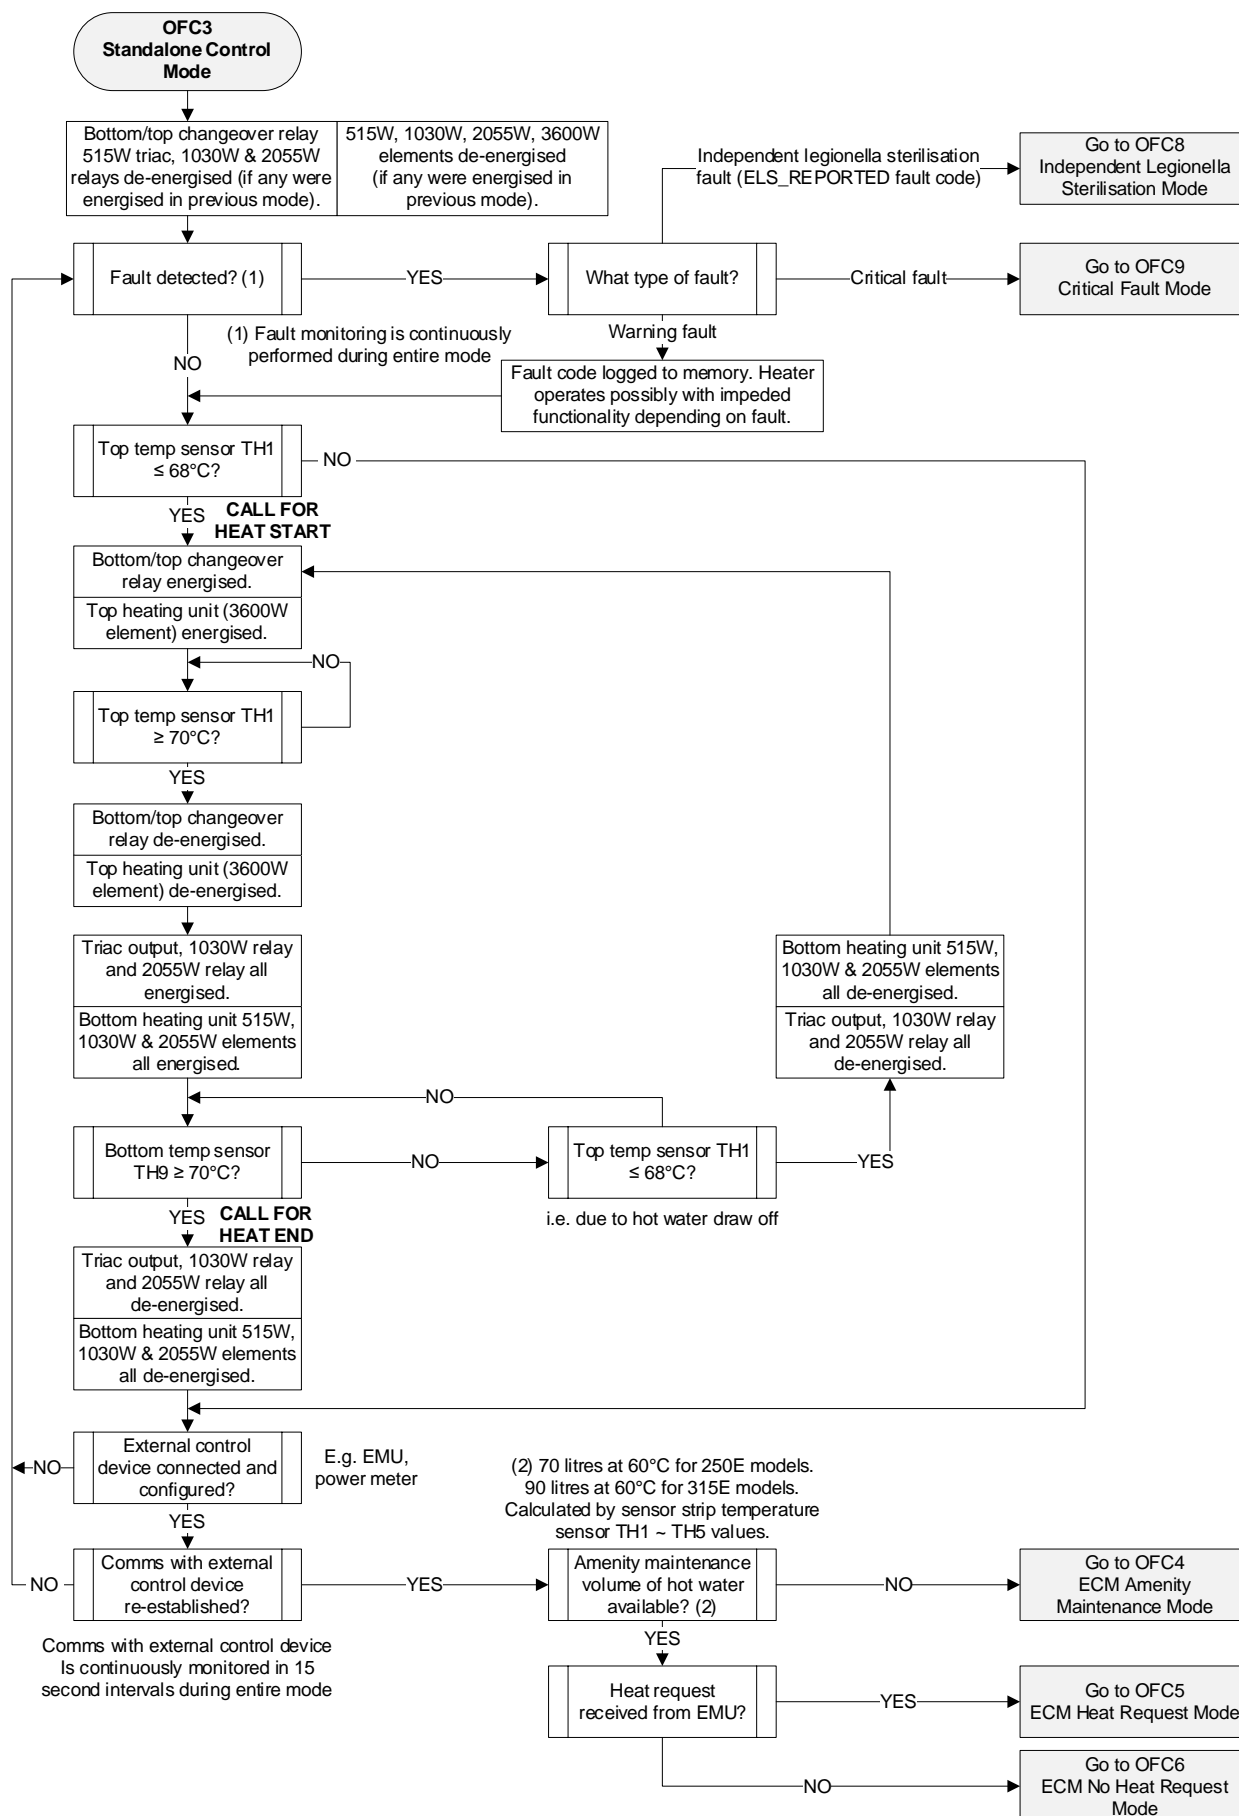 OFC3
Standalone Control
Mode
Bottom/top changeover relay
515W triac, 1030W & 2055W
relays de-energised (if any were
energised in previous mode).
515W, 1030W, 2055W, 3600W
elements de-energised
(if any were energised in
previous mode).
Independent legionella sterilisation
fault (ELS_REPORTED fault code)
Go to OFC8
Independent Legionella
Sterilisation Mode
Fault detected? (1)
YES
What type of fault?
Critical fault
Go to OFC9
Critical Fault Mode
(1) Fault monitoring is continuously
performed during entire mode
Warning fault
NO
Fault code logged to memory. Heater
operates possibly with impeded
functionality depending on fault.
Top temp sensor TH1
≤ 68°C?
NO
YES
CALL FOR
HEAT START
Bottom/top changeover
relay energised.
Top heating unit (3600W
element) energised.
NO
Top temp sensor TH1
≥ 70°C?
YES
Bottom/top changeover
relay de-energised.
Top heating unit (3600W
element) de-energised.
Triac output, 1030W relay
and 2055W relay all
energised.
Bottom heating unit 515W,
1030W & 2055W elements
all energised.
Bottom heating unit 515W,
1030W & 2055W elements
all de-energised.
Triac output, 1030W relay
and 2055W relay all
de-energised.
NO
Bottom temp sensor
TH9 ≥ 70°C?
NO
Top temp sensor TH1
≤ 68°C?
YES
i.e. due to hot water draw off
YES
CALL FOR
HEAT END
Triac output, 1030W relay
and 2055W relay all
de-energised.
Bottom heating unit 515W,
1030W & 2055W elements
all de-energised.
NO
External control
device connected and
configured?
E.g. EMU,
power meter
(2) 70 litres at 60°C for 250E models.
90 litres at 60°C for 315E models.
Calculated by sensor strip temperature
sensor TH1 ~ TH5 values.
YES
NO
Comms with external
control device
re-established?
YES
Amenity maintenance
volume of hot water
available? (2)
NO
Go to OFC4
ECM Amenity
Maintenance Mode
Comms with external control device
Is continuously monitored in 15
second intervals during entire mode
YES
Heat request
received from EMU?
YES
Go to OFC5
ECM Heat Request Mode
NO
Go to OFC6
ECM No Heat Request
Mode